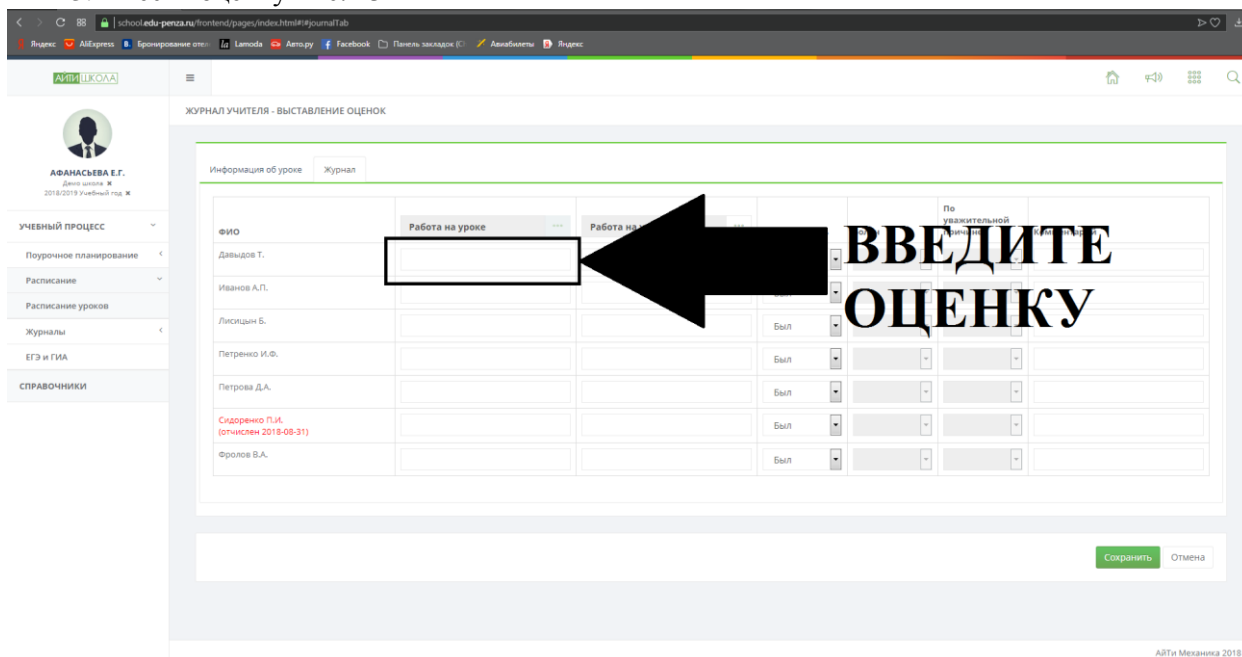 school.edu-penza.ru/frontend/pages/index.html#!#journalTab
Яндекс AliExpress Бронирование отел Lamoda Авто.ру Facebook Панель закладок (О Авиабилеты Яндекс
АЙТИ ШКОЛА
ЖУРНАЛ УЧИТЕЛЯ - ВЫСТАВЛЕНИЕ ОЦЕНОК
АФАНАСЬЕВА Е.Г.
Демо школа ✖
2018/2019 Учебный год ✖
УЧЕБНЫЙ ПРОЦЕСС
Поурочное планирование
Расписание
Расписание уроков
Журналы
ЕГЭ и ГИА
СПРАВОЧНИКИ
Информация об уроке Журнал
ФИО Работа на уроке ... Работа на
По уважительной
Давыдов Т.
Иванов А.П.
Лисицын Б. Был
Петренко И.Ф. Был
Петрова Д.А. Был
Сидоренко П.И. Был
(отчислен 2018-08-31)
Фролов В.А. Был
ВВЕДИТЕ
ОЦЕНКУ
Сохранить Отмена
АйТи Механика 2018